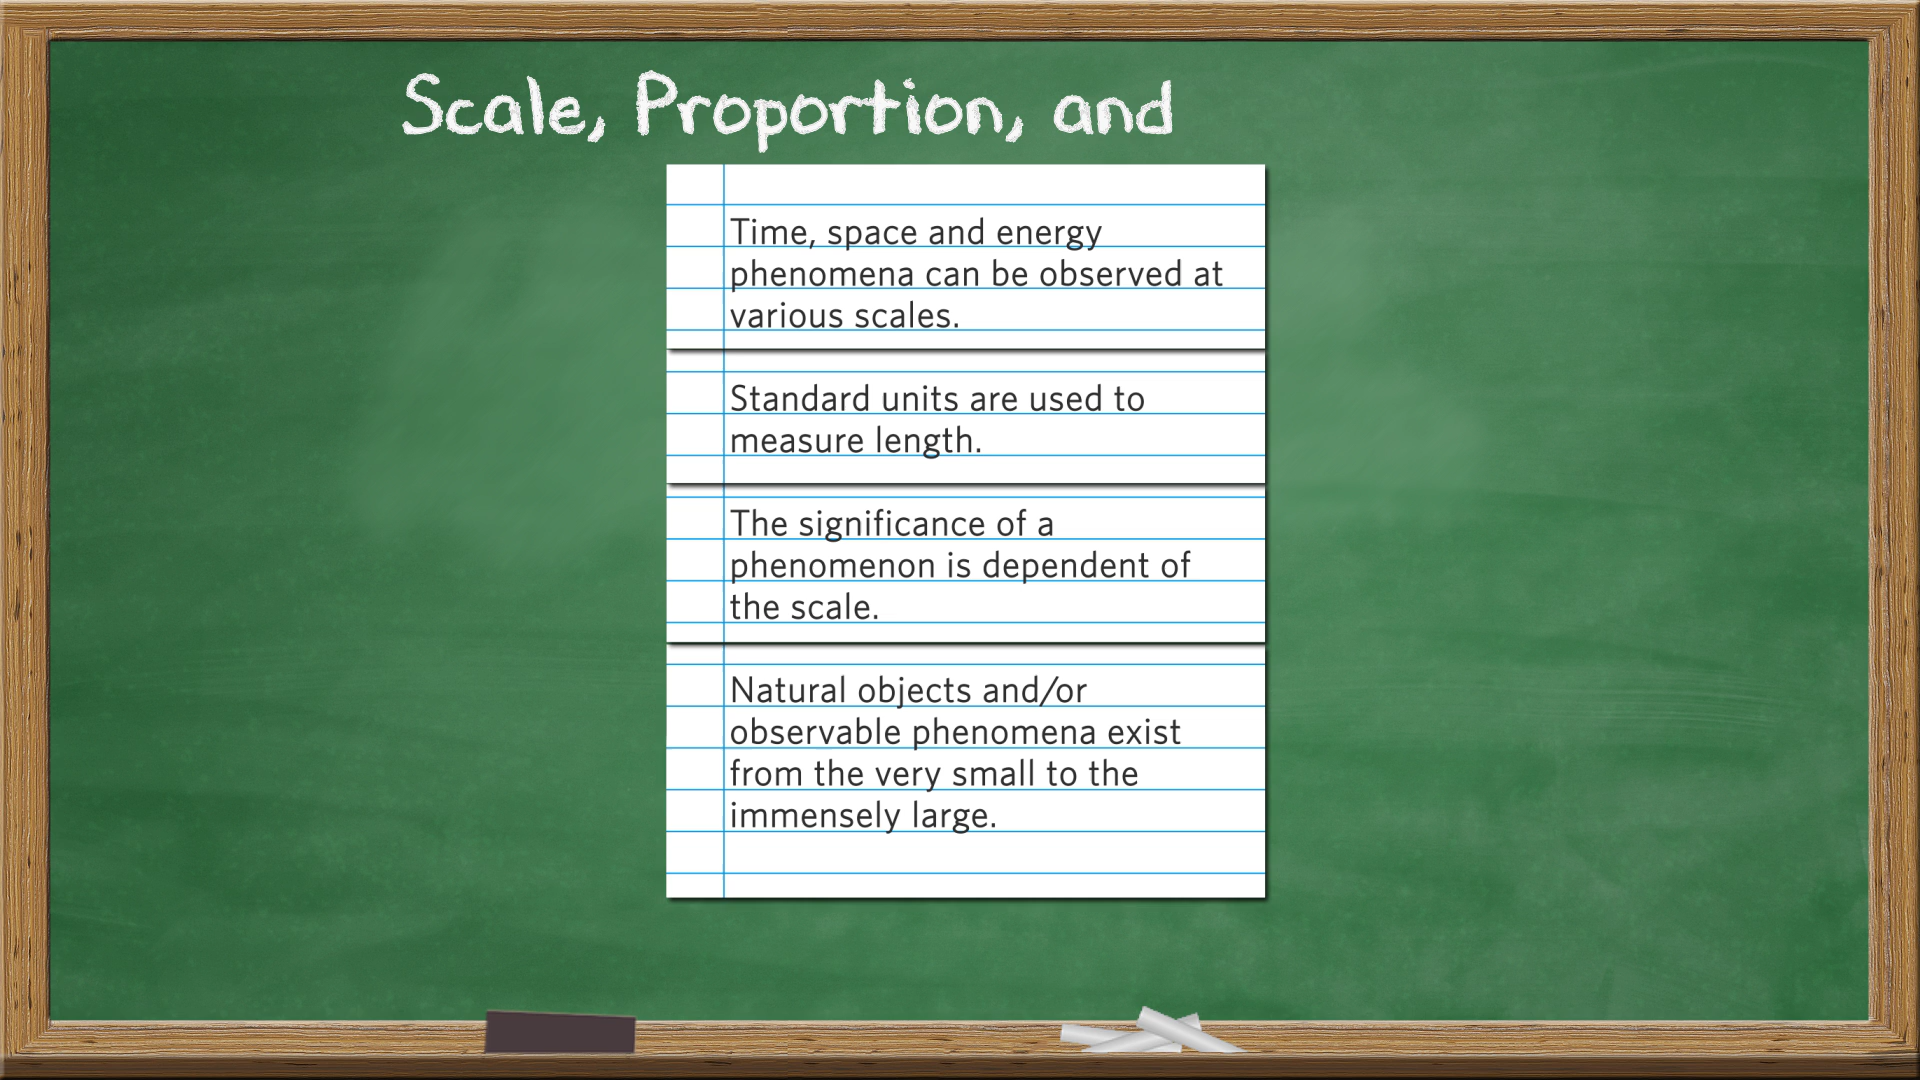 Scale, Proportion, and
Time, space and energy
phenomena can be observed at
various scales.
Standard units are used to
measure length.
The significance of a
phenomenon is dependent of
the scale.
Natural objects and/or
observable phenomena exist
from the very small to the
immensely large.